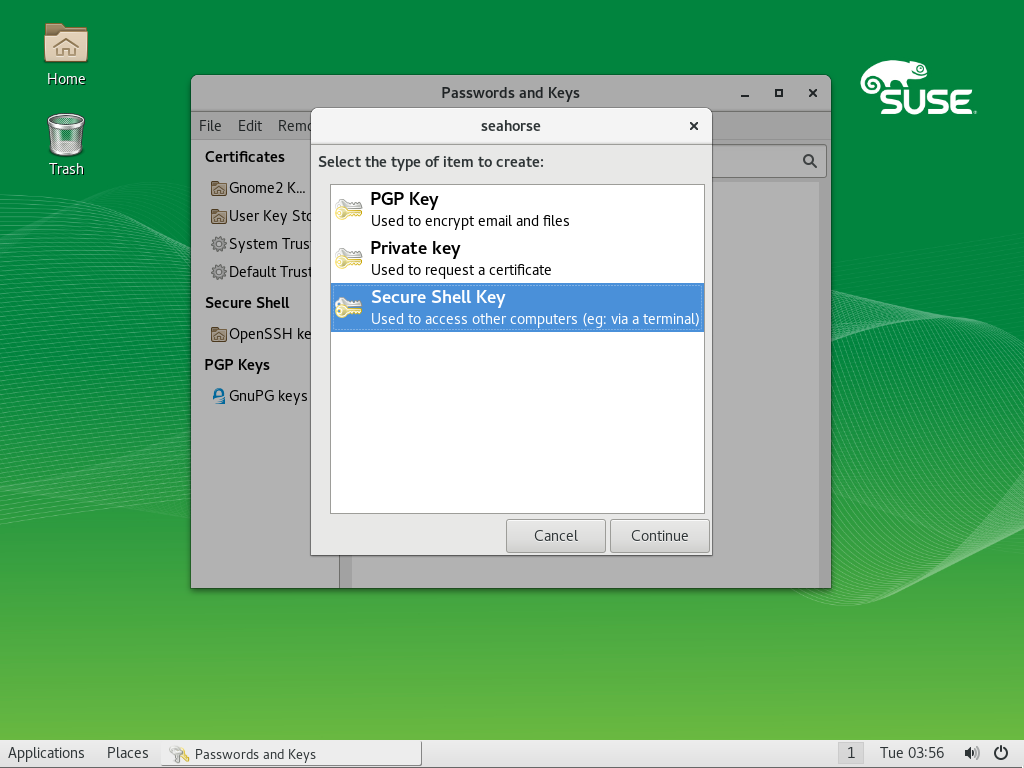 Home
Trash
SUSE
Passwords and Keys
File Edit Remo
seahorse
Select the type of item to create:
Certificates
Gnome2 K...
User Key Sto
System Trus
Default Trust
Secure Shell
OpenSSH ke
PGP Keys
GnuPG keys
PGP Key
Used to encrypt email and files
Private key
Used to request a certificate
Secure Shell Key
Used to access other computers (eg: via a terminal)
Cancel Continue
Applications Places Passwords and Keys 1 Tue 03:56